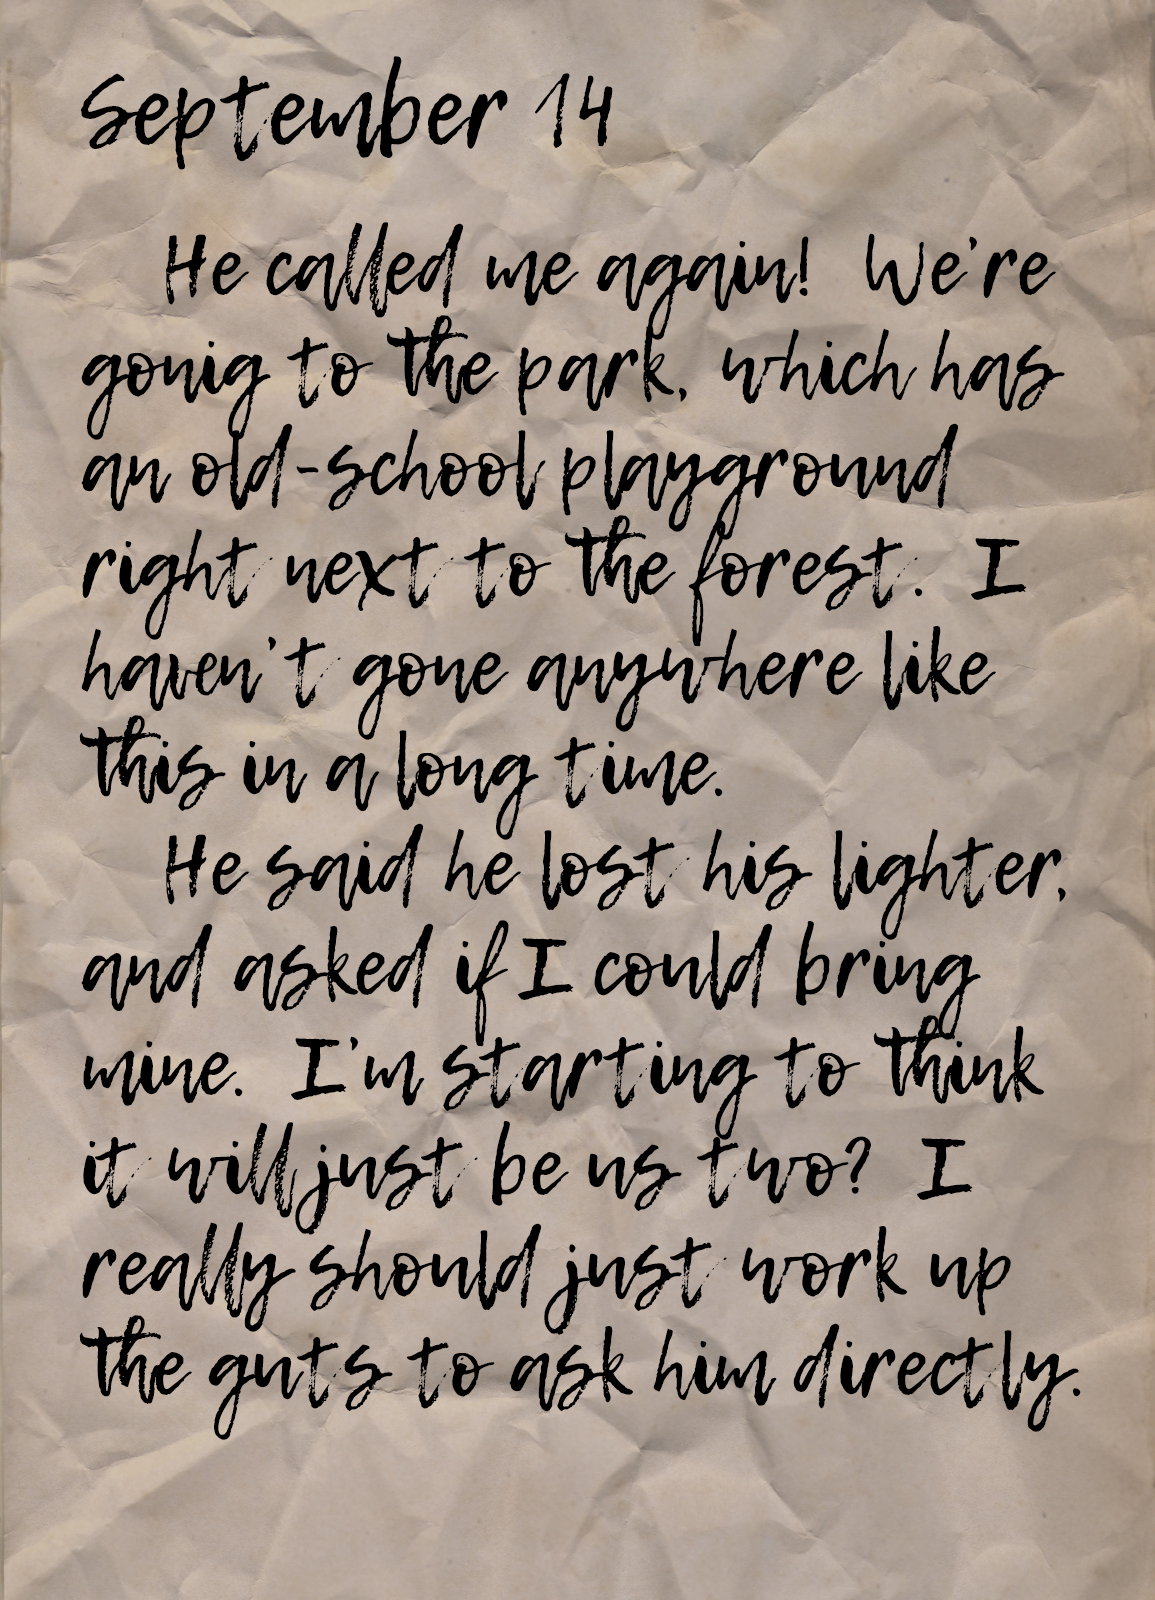 September 14
He called me again! We're
gonig to the park, which has
an old-school playground
right next to the forest. I
haven't gone anywhere like
this in a long time.
He said he lost his lighter,
and asked if I could bring
mine. I'm starting to think
it will just be us two? I
really should just work up
the guts to ask him directly.